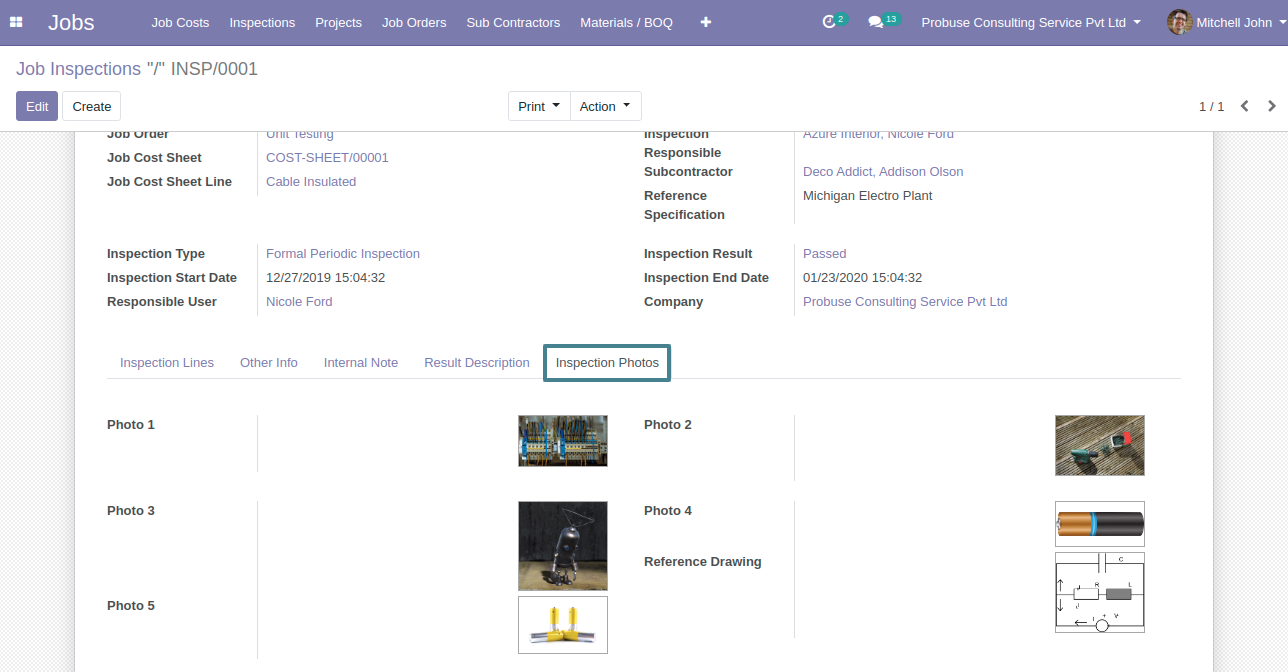 Jobs Job Costs Inspections Projects Job Orders Sub Contractors Materials / BOQ + 2 13 Probuse Consulting Service Pvt Ltd Mitchell John
Job Inspections "/" INSP/0001
Edit Create Print Action 1 / 1
Job Order Unit Testing
Job Cost Sheet COST-SHEET/00001
Job Cost Sheet Line Cable Insulated
Inspection Azure Interior, Nicole Ford
Responsible
Subcontractor Deco Addict, Addison Olson
Reference Michigan Electro Plant
Specification
Inspection Type Formal Periodic Inspection Inspection Result Passed
Inspection Start Date 12/27/2019 15:04:32 Inspection End Date 01/23/2020 15:04:32
Responsible User Nicole Ford Company Probuse Consulting Service Pvt Ltd
Inspection Lines Other Info Internal Note Result Description Inspection Photos
Photo 1 Photo 2
Photo 3 Photo 4
Reference Drawing
Photo 5
C
R L